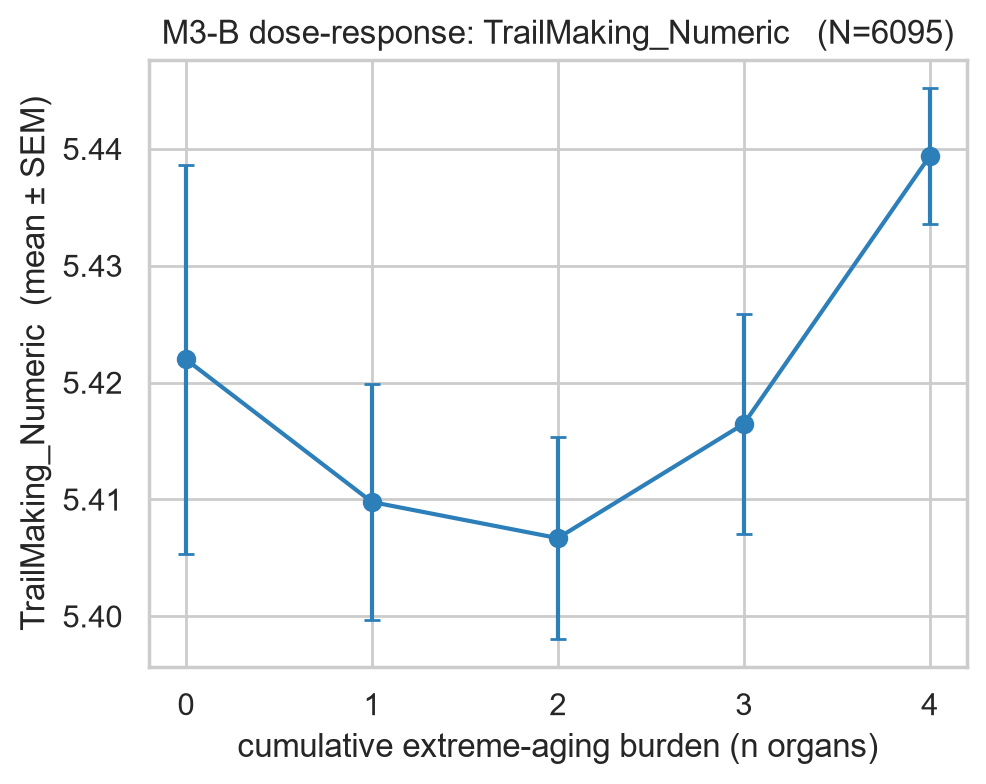 M3-B dose-response: TrailMaking_Numeric (N=6095)
TrailMaking_Numeric (mean ± SEM)
5.44
5.43
5.42
5.41
5.40
0 1 2 3 4
cumulative extreme-aging burden (n organs)